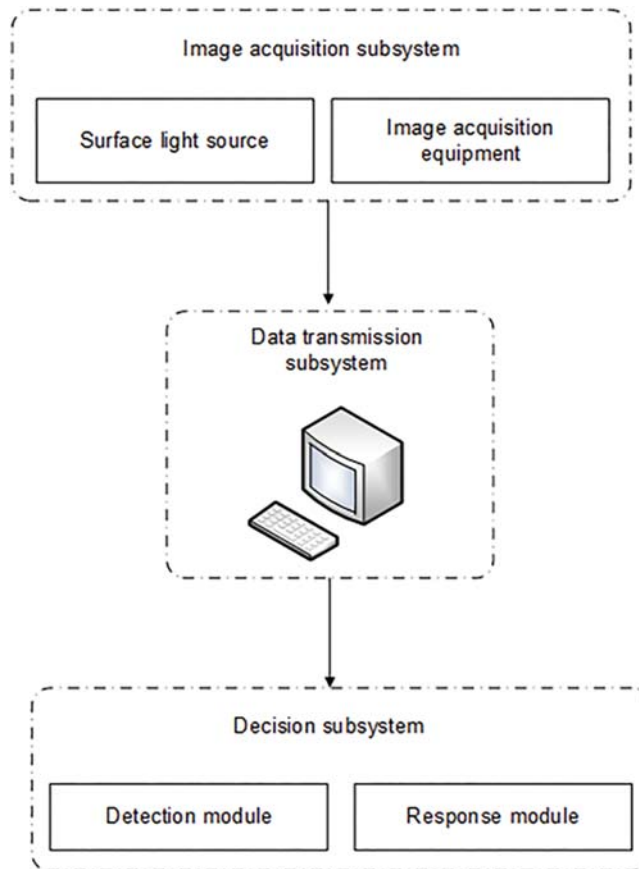 Image acquisition subsystem
Surface light source
Image acquisition
equipment
Data transmission
subsystem
Decision subsystem
Detection module
Response module